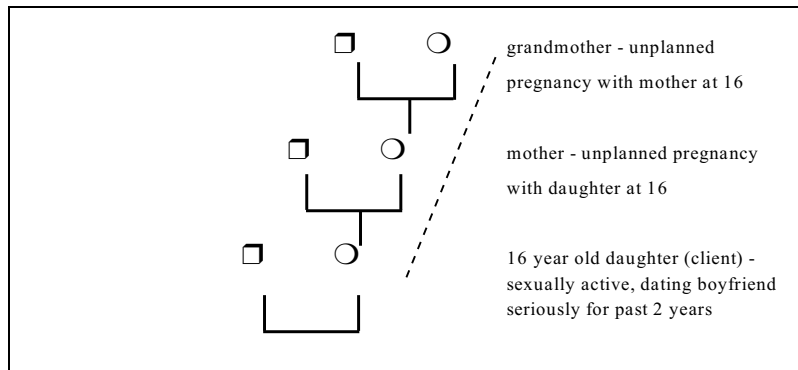 grandmother - unplanned
pregnancy with mother at 16
mother - unplanned pregnancy
with daughter at 16
16 year old daughter (client) -
sexually active, dating boyfriend
seriously for past 2 years